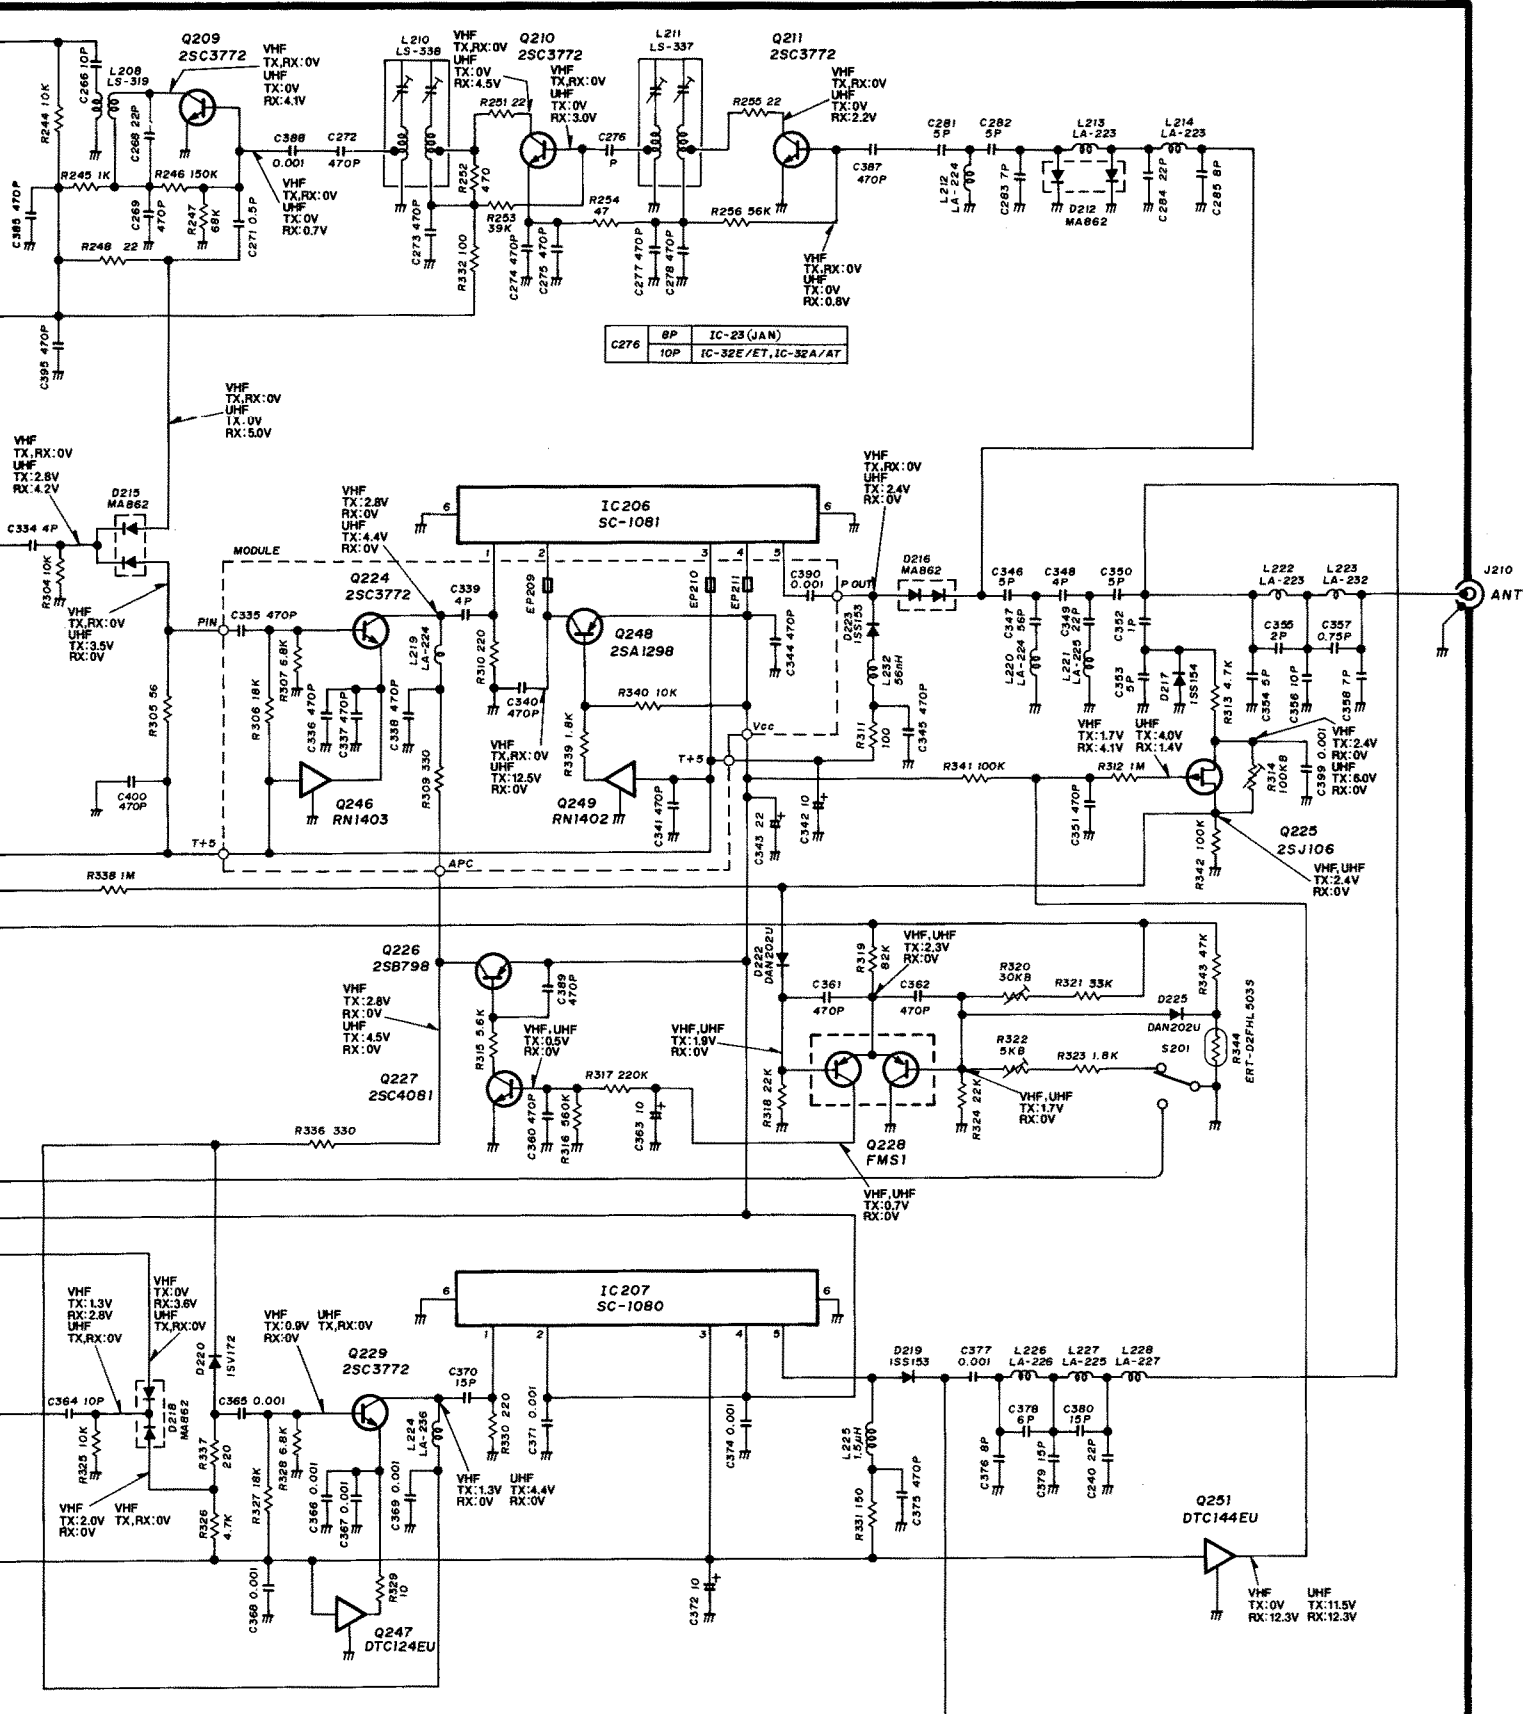 Q209
2SC3772
VHF
TX,RX:0V
UHF
TX:0V
RX:4.1V
L210
LS-338
VHF
TX,RX:0V
UHF
TX:0V
RX:4.5V
Q210
2SC3772
VHF
TX,RX:0V
UHF
TX:0V
RX:3.0V
L211
LS-337
Q211
2SC3772
VHF
TX,RX:0V
UHF
TX:0V
RX:2.2V
C266 10P
L208
LS-319
R244 10K
C268 22P
R251 22
R255 22
C388
0.001
C272
470P
C276
P
C387
470P
C281
5P
C282
5P
L213
LA-223
L214
LA-223
R245 1K
R246 150K
VHF
TX,RX:0V
UHF
TX:0V
RX:0.7V
R252
470
L212
LA-224
C283 7P
D212
MA862
C284 22P
C285 8P
C385 470P
C269
470P
R247
68K
C271 0.5P
R253
39K
R254
47
R256 56K
R248 22
C273 470P
R332 100
C274 470P
C275 470P
C277 470P
C278 470P
VHF
TX,RX:0V
UHF
TX:0V
RX:0.8V
C395 470P
C276
8P
IC-23(JAN)
10P
IC-32E/ET,IC-32A/AT
VHF
TX,RX:0V
UHF
TX:0V
RX:5.0V
VHF
TX,RX:0V
UHF
TX:2.8V
RX:4.2V
D215
MA862
VHF
TX:2.8V
RX:0V
UHF
TX:4.4V
RX:0V
6
IC206
SC-1081
6
1
2
3
4
5
VHF
TX,RX:0V
UHF
TX:2.4V
RX:0V
C334 4P
R304 10K
MODULE
Q224
2SC3772
C339
4P
EP209
EP210
EP211
C390
0.001
P OUT
D216
MA862
C346
5P
C348
4P
C350
5P
L222
LA-223
L223
LA-232
J210
ANT
VHF
TX,RX:0V
UHF
TX:3.5V
RX:0V
PIN
C335 470P
L219
LA-224
R310 220
Q248
2SA1298
C344 470P
D223
1SS153
C347
56P
C349
22P
C352
1P
C355
2P
C357
0.75P
R307 6.8K
R306 18K
C336 470P
C337 470P
C338 470P
C340
470P
R340 10K
L232
56nH
L220
LA-224
L221
LA-225
C353
5P
D217
1SS154
R313 4.7K
C354 5P
C356 10P
C358 7P
R305 56
VHF
TX,RX:0V
UHF
TX:12.5V
RX:0V
R339 1.8K
Vcc
R311
100
C345 470P
VHF
TX:1.7V
RX:4.1V
UHF
TX:4.0V
RX:1.4V
VHF
TX:2.4V
RX:0V
UHF
TX:6.0V
RX:0V
T+5
C400
470P
Q246
RN1403
R309 330
Q249
RN1402
C341 470P
C343 22
C342 10
R341 100K
R312 1M
C351 470P
R314
100KB
C399 0.001
Q225
2SJ106
T+5
APC
R342 100K
VHF,UHF
TX:2.4V
RX:0V
R338 1M
Q226
2SB798
C389
470P
D222
DAN202U
R319
82K
VHF,UHF
TX:2.3V
RX:0V
C361
470P
C362
470P
R320
30KB
R321 33K
R343 47K
VHF
TX:2.8V
RX:0V
UHF
TX:4.5V
RX:0V
R315 5.6K
VHF,UHF
TX:0.5V
RX:0V
VHF,UHF
TX:1.9V
RX:0V
D225
DAN202U
S201
R344
ERT-D2FHL503S
R322
5KB
R323 1.8K
Q227
2SC4081
R317 220K
C360 470P
R316 560K
C363 10
R318 22K
R324 22K
VHF,UHF
TX:1.7V
RX:0V
Q228
FMS1
R336 330
VHF,UHF
TX:0.7V
RX:0V
VHF
TX:1.3V
RX:2.8V
UHF
TX,RX:0V
VHF
TX:0V
RX:3.6V
UHF
TX,RX:0V
D220
1SV172
VHF
TX:0.9V
RX:0V
UHF
TX,RX:0V
6
IC207
SC-1080
6
1
2
3
4
5
Q229
2SC3772
C370
15P
D219
1SS153
C377
0.001
L226
LA-226
L227
LA-225
L228
LA-227
C364 10P
R325 10K
D218
MA862
C365 0.001
R337
220
R328 6.8K
R327 18K
L224
LA-236
R330 220
C371 0.001
C374 0.001
L225
1.5µH
C378
6P
C380
15P
C376 8P
C379 15P
C240 22P
VHF
TX:2.0V
RX:0V
VHF
TX,RX:0V
R326
4.7K
C366 0.001
C367 0.001
C369 0.001
VHF
TX:1.3V
RX:0V
UHF
TX:4.4V
RX:0V
R331 150
C375 470P
Q251
DTC144EU
C368 0.001
R329
10
Q247
DTC124EU
C372 10
VHF
TX:0V
RX:12.3V
UHF
TX:11.5V
RX:12.3V